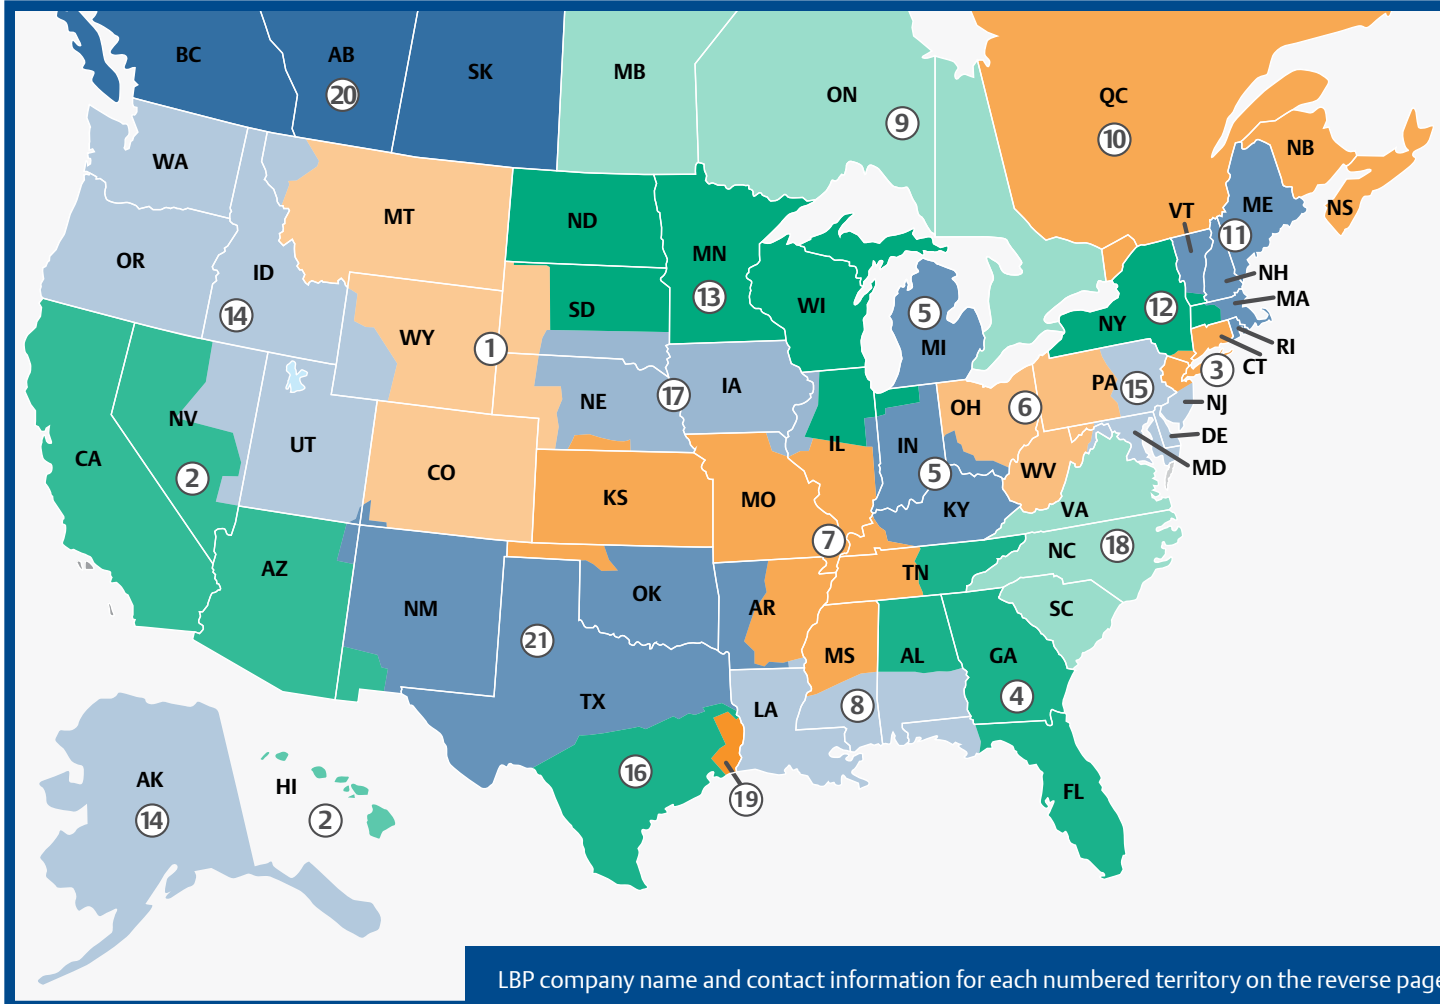 BC
AB
20
SK
MB
ON
9
QC
10
NB
NS
WA
MT
ND
MN
13
VT
ME
11
OR
ID
14
WY
1
SD
WI
5
MI
NY
12
NH
MA
RI
CT
3
NV
2
UT
CA
CO
NE
17
IA
IL
IN
5
OH
6
PA
15
NJ
DE
MD
WV
KY
VA
KS
MO
7
NC
18
AZ
NM
OK
AR
TN
SC
21
TX
LA
MS
8
AL
GA
4
16
19
FL
AK
14
HI
2
LBP company name and contact information for each numbered territory on the reverse page